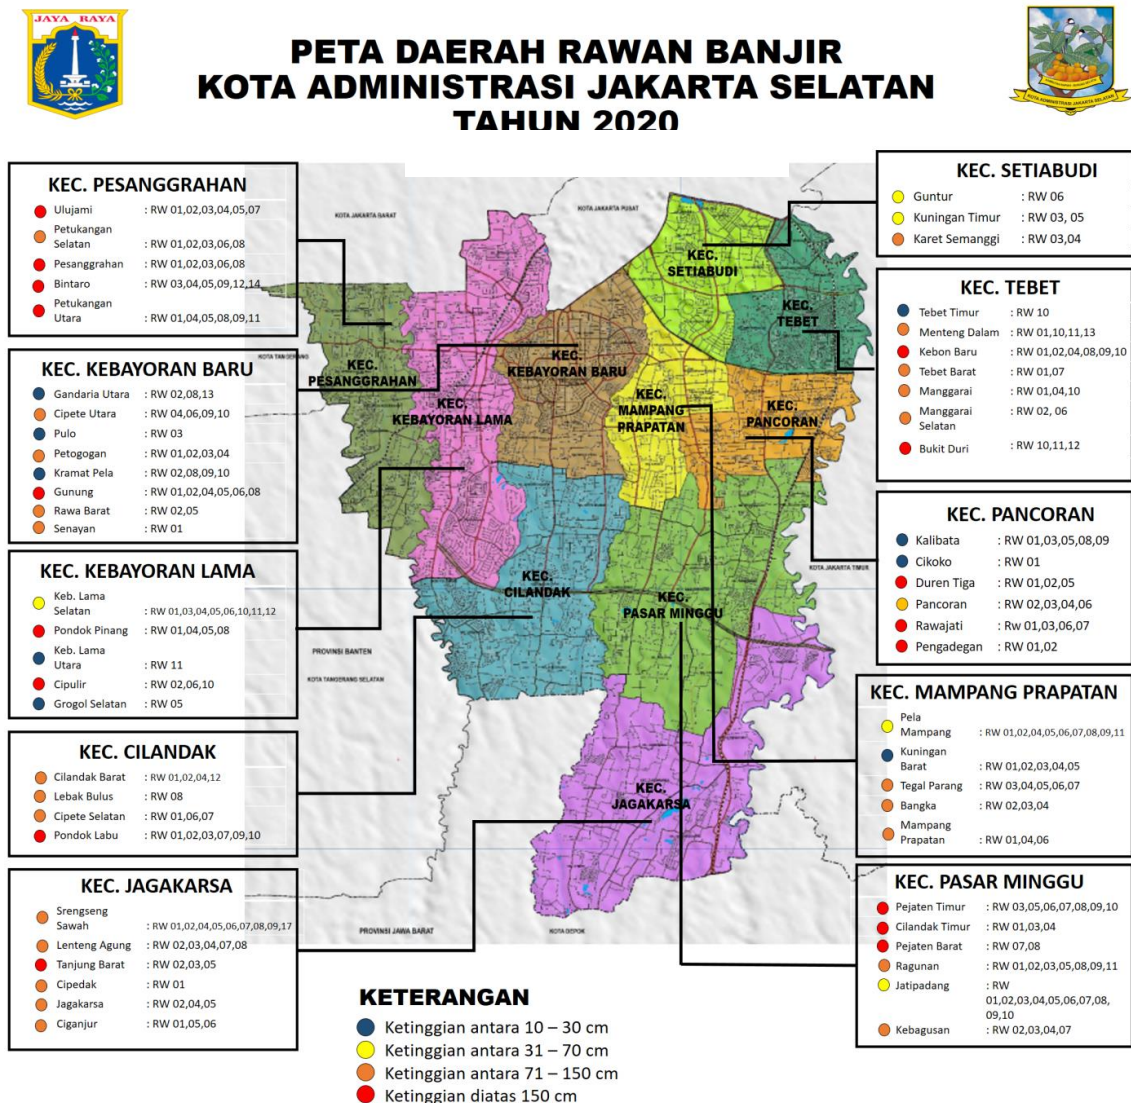 JAYA RAYA
PETA DAERAH RAWAN BANJIR
KOTA ADMINISTRASI JAKARTA SELATAN
TAHUN 2020
KOTA ADMINISTRASI JAKARTA SELATAN
KEC. PESANGGRAHAN
Ulujami : RW 01,02,03,04,05,07
Petukangan
Selatan : RW 01,02,03,06,08
Pesanggrahan : RW 01,02,03,06,08
Bintaro : RW 03,04,05,09,12,14
Petukangan
Utara : RW 01,04,05,08,09,11
KEC. KEBAYORAN BARU
Gandaria Utara : RW 02,08,13
Cipete Utara : RW 04,06,09,10
Pulo : RW 03
Petogogan : RW 01,02,03,04
Kramat Pela : RW 02,08,09,10
Gunung : RW 01,02,04,05,06,08
Rawa Barat : RW 02,05
Senayan : RW 01
KEC. KEBAYORAN LAMA
Keb. Lama
Selatan : RW 01,03,04,05,06,10,11,12
Pondok Pinang : RW 01,04,05,08
Keb. Lama
Utara : RW 11
Cipulir : RW 02,06,10
Grogol Selatan : RW 05
KEC. CILANDAK
Cilandak Barat : RW 01,02,04,12
Lebak Bulus : RW 08
Cipete Selatan : RW 01,06,07
Pondok Labu : RW 01,02,03,07,09,10
KEC. JAGAKARSA
Srengseng
Sawah : RW 01,02,04,05,06,07,08,09,17
Lenteng Agung : RW 02,03,04,07,08
Tanjung Barat : RW 02,03,05
Cipedak : RW 01
Jagakarsa : RW 02,04,05
Ciganjur : RW 01,05,06
KOTA JAKARTA BARAT
KOTA JAKARTA PUSAT
KOTA TANGERANG
KEC.
SETIABUDI
KEC.
TEBET
KEC.
PESANGGRAHAN
KEC.
KEBAYORAN BARU
KEC.
KEBAYORAN LAMA
KEC.
MAMPANG
PRAPATAN
KEC.
PANCORAN
KEC.
CILANDAK
KEC.
PASAR MINGGU
KOTA JAKARTA TIMUR
PROVINSI BANTEN
KOTA TANGERANG SELATAN
KEC.
JAGAKARSA
PROVINSI JAWA BARAT
KOTA DEPOK
KEC. SETIABUDI
Guntur : RW 06
Kuningan Timur : RW 03, 05
Karet Semanggi : RW 03,04
KEC. TEBET
Tebet Timur : RW 10
Menteng Dalam : RW 01,10,11,13
Kebon Baru : RW 01,02,04,08,09,10
Tebet Barat : RW 01,07
Manggarai : RW 01,04,10
Manggarai : RW 02, 06
Selatan
Bukit Duri : RW 10,11,12
KEC. PANCORAN
Kalibata : RW 01,03,05,08,09
Cikoko : RW 01
Duren Tiga : RW 01,02,05
Pancoran : RW 02,03,04,06
Rawajati : Rw 01,03,06,07
Pengadegan : RW 01,02
KEC. MAMPANG PRAPATAN
Pela
Mampang : RW 01,02,04,05,06,07,08,09,11
Kuningan
Barat : RW 01,02,03,04,05
Tegal Parang : RW 03,04,05,06,07
Bangka : RW 02,03,04
Mampang
Prapatan : RW 01,04,06
KEC. PASAR MINGGU
Pejaten Timur : RW 03,05,06,07,08,09,10
Cilandak Timur : RW 01,03,04
Pejaten Barat : RW 07,08
Ragunan : RW 01,02,03,05,08,09,11
Jatipadang : RW
01,02,03,04,05,06,07,08,
09,10
Kebagusan : RW 02,03,04,07
KETERANGAN
Ketinggian antara 10 – 30 cm
Ketinggian antara 31 – 70 cm
Ketinggian antara 71 – 150 cm
Ketinggian diatas 150 cm